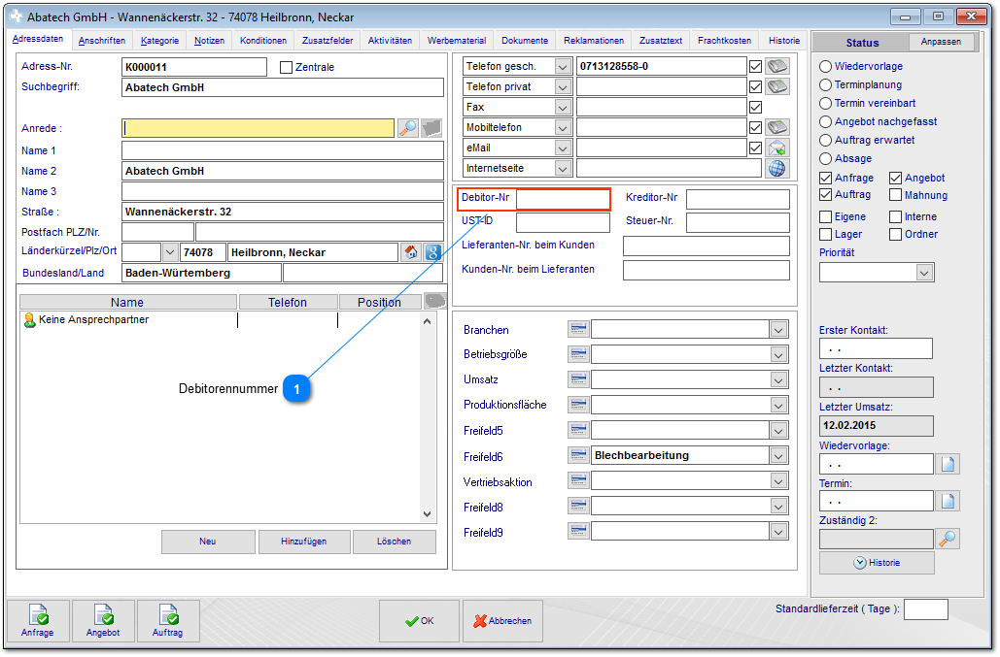 Abatech GmbH - Wannenäckerstr. 32 - 74078 Heilbronn, Neckar
Adressdaten Anschriften Kategorie Notizen Konditionen Zusatzfelder Aktivitäten Werbematerial Dokumente Reklamationen Zusatztext Frachtkosten Historie
Adress-Nr. K000011 Zentrale
Suchbegriff: Abatech GmbH
Anrede :
Name 1
Name 2 Abatech GmbH
Name 3
Straße : Wannenäckerstr. 32
Postfach PLZ/Nr.
Länderkürzel/Plz/Ort 74078 Heilbronn, Neckar
Bundesland/Land Baden-Würtemberg
Name Telefon Position
Keine Ansprechpartner
Debitorennummer 1
Neu Hinzufügen Löschen
Telefon gesch. 0713128558-0
Telefon privat
Fax
Mobiltelefon
eMail
Internetseite
Debitor-Nr Kreditor-Nr
UST-ID Steuer-Nr.
Lieferanten-Nr. beim Kunden
Kunden-Nr. beim Lieferanten
Branchen
Betriebsgröße
Umsatz
Produktionsfläche
Freifeld5
Freifeld6 Blechbearbeitung
Vertriebsaktion
Freifeld8
Freifeld9
Status Anpassen
Wiedervorlage
Terminplanung
Termin vereinbart
Angebot nachgefasst
Auftrag erwartet
Absage
Anfrage Angebot
Auftrag Mahnung
Eigene Interne
Lager Ordner
Priorität
Erster Kontakt:
. .
Letzter Kontakt:
. .
Letzter Umsatz:
12.02.2015
Wiedervorlage:
. .
Termin:
. .
Zuständig 2:
Historie
Anfrage Angebot Auftrag OK Abbrechen
Standardlieferzeit ( Tage ):